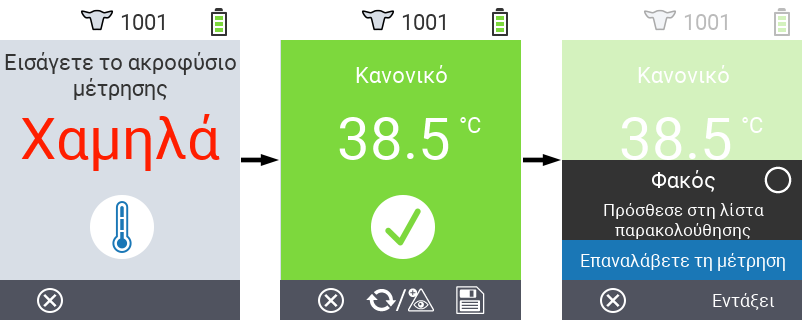 1001
Εισάγετε το ακροφύσιο
μέτρησης
Χαμηλά
1001
Κανονικό
38.5 °C
1001
Κανονικό
38.5 °C
Φακός
Πρόσθεσε στη λίστα
παρακολούθησης
Επαναλάβετε τη μέτρηση
Εντάξει